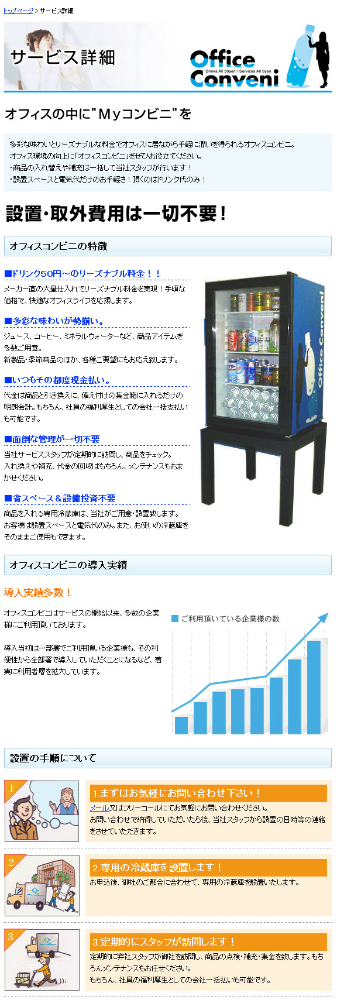 トップページ > サービス詳細
サービス詳細
Office
Drinks All 50yen / Services All 0yen
Conveni
オフィスの中に”Myコンビニ”を
多彩な味わいとリーズナブルな料金でオフィスに居ながら手軽に潤いを得られるオフィスコンビニ。
オフィス環境の向上に「オフィスコンビニ」をぜひお役立てください。
・商品の入れ替えや補充は一括して当社スタッフが行います！
・設置スペースと電気代だけのお手軽さ！頂くのはドリンク代のみ！
設置・取外費用は一切不要！
オフィスコンビニの特徴
■ドリンク50円～のリーズナブル料金！！
メーカー直の大量仕入れでリーズナブル料金を実現！手頃な
価格で、快適なオフィスライフを応援します。
■多彩な味わいが勢揃い。
ジュース、コーヒー、ミネラルウォーターなど、商品アイテムを
多数ご用意。
新製品・季節商品のほか、各種ご要望にもお応え致します。
■いつもその都度現金払い。
代金は商品と引き換えに、備え付けの集金箱に入れるだけの
明朗会計。もちろん、社員の福利厚生としての会社一括支払い
も可能です。
■面倒な管理が一切不要
当社サービススタッフが定期的に訪問し、商品をチェック。
入れ換えや補充、代金の回収はもちろん、メンテナンスもおま
かせください。
■省スペース＆設備投資不要
商品を入れる専用冷蔵庫は、当社がご用意・設置致します。
お客様は設置スペースと電気代のみ。また、お使いの冷蔵庫を
そのままご使用もできます。
Office Conveni
オフィスコンビニの導入実績
導入実績多数！
オフィスコンビニはサービスの開始以来、多数の企業
様にご利用頂いております。
導入当初は一部署でご利用頂いる企業様も、その利
便性から全部署で導入していただくことになるなど、着
実に利用者層を拡大しています。
■ご利用頂いている企業様の数
設置の手順について
1
1.まずはお気軽にお問い合わせ下さい！
メール又はフリーコールにてお気軽にお問い合わせください。
お問い合わせで納得していただいたら後、当社スタッフから設置の日時等の連絡
をさせていただきます。
2
2.専用の冷蔵庫を設置します！
お申込後、御社のご都合に合わせて、専用の冷蔵庫を設置いたします。
3
3.定期的にスタッフが訪問します！
定期的に弊社スタッフが御社を訪問し、商品の点検・補充・集金を致します。もち
ろんメンテナンスもお任せください。
もちろん、社員の福利厚生としての会社一括払いも可能です。